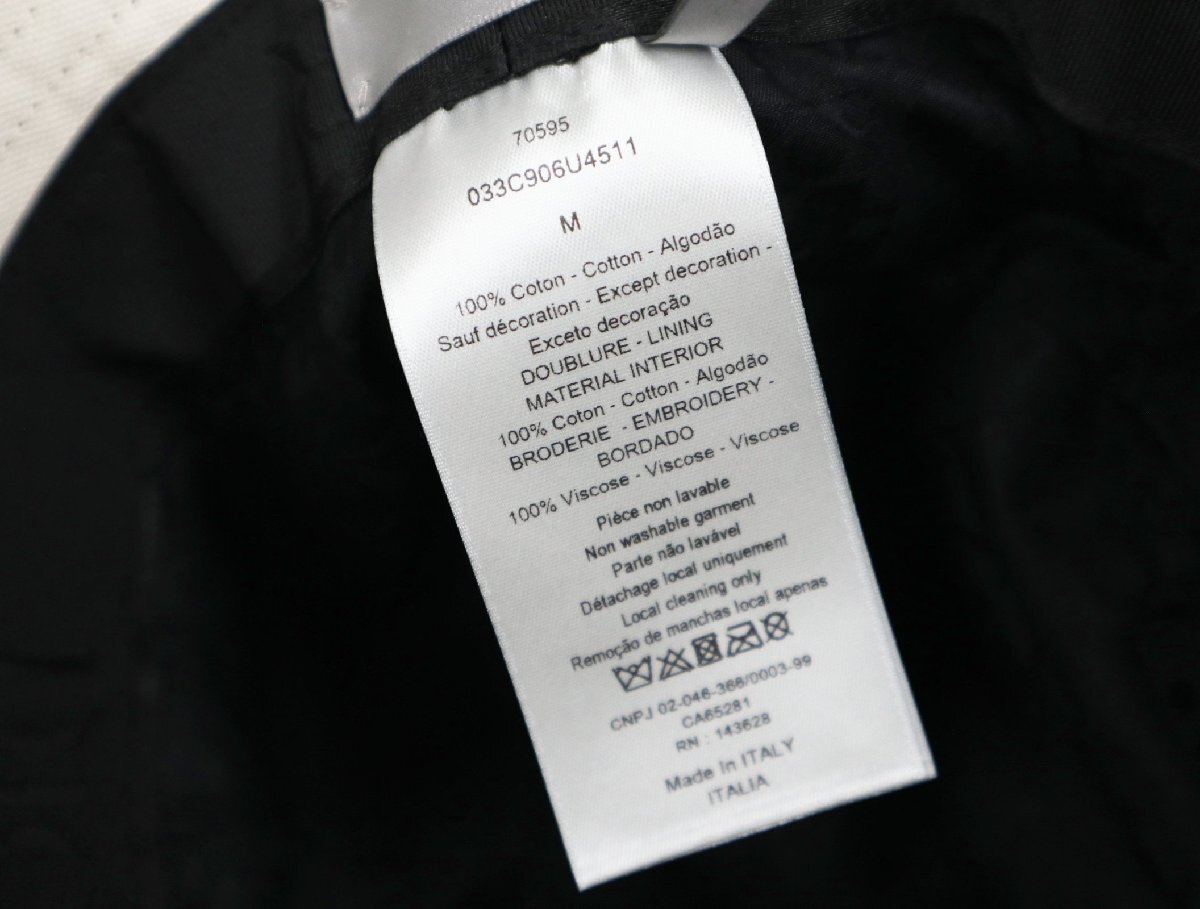 70595
033C906U4511
M
100% Coton - Cotton - Algodão
Sauf décoration - Except decoration -
Exceto decoração
DOUBLURE - LINING
MATERIAL INTERIOR
100% Coton - Cotton - Algodão
BRODERIE - EMBROIDERY -
BORDADO
100% Viscose - Viscose - Viscose
Pièce non lavable
Non washable garment
Parte não lavável
Détachage local uniquement
Local cleaning only
Remoção de manchas local apenas
CNPJ 02-046-366/0003-99
CA65281
RN : 143628
Made In ITALY
ITALIA